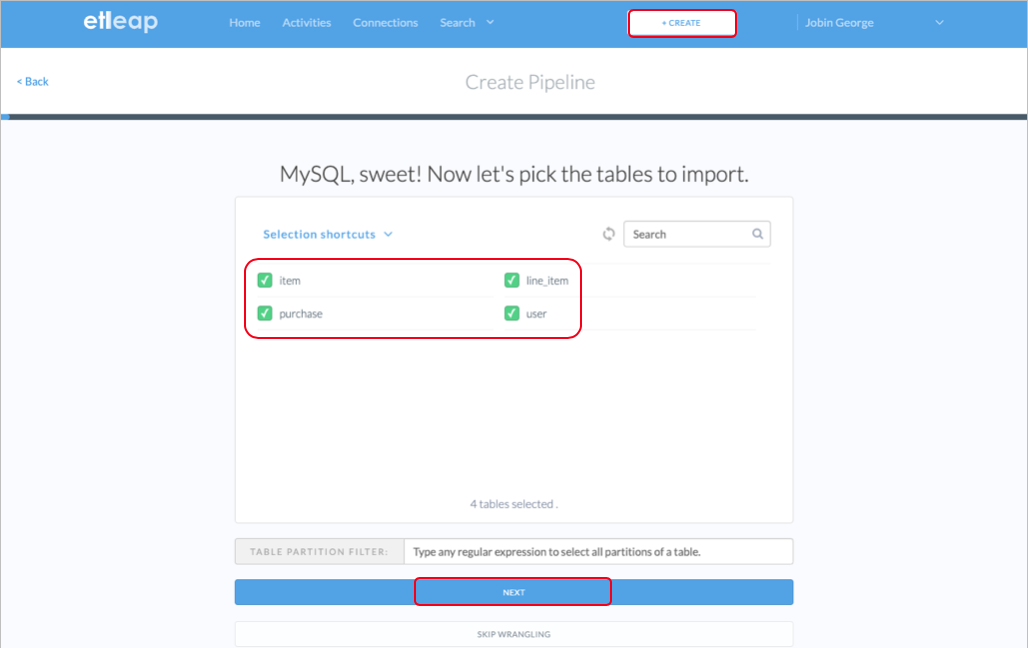 etleap Home Activities Connections Search + CREATE Jobin George
< Back Create Pipeline
MySQL, sweet! Now let's pick the tables to import.
Selection shortcuts Search
item line_item
purchase user
4 tables selected .
TABLE PARTITION FILTER: Type any regular expression to select all partitions of a table.
NEXT
SKIP WRANGLING